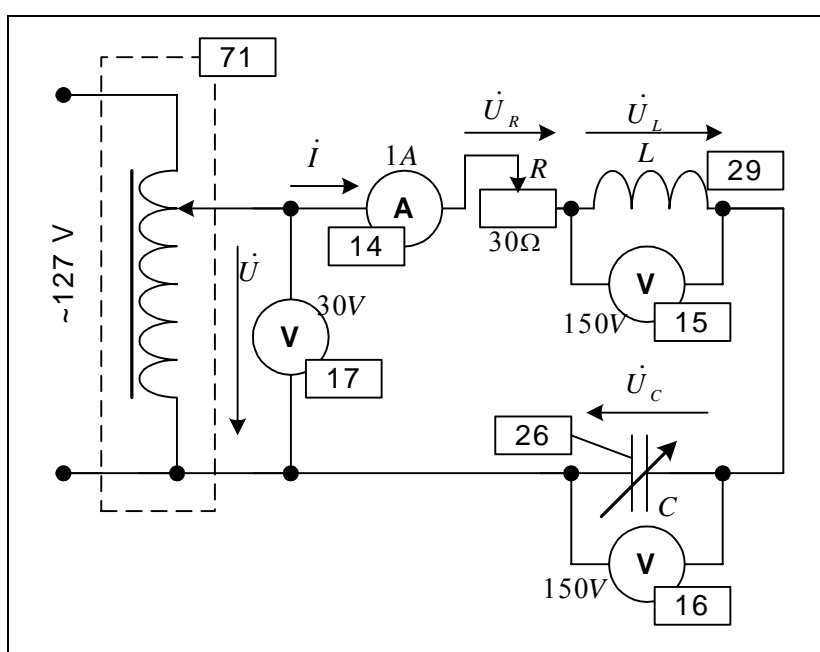 71
U̇_R
U̇_L
İ
1A
R
L
29
A
14
30Ω
~127 V
U̇
30V
V
17
V
150V
15
U̇_C
26
C
V
150V
16